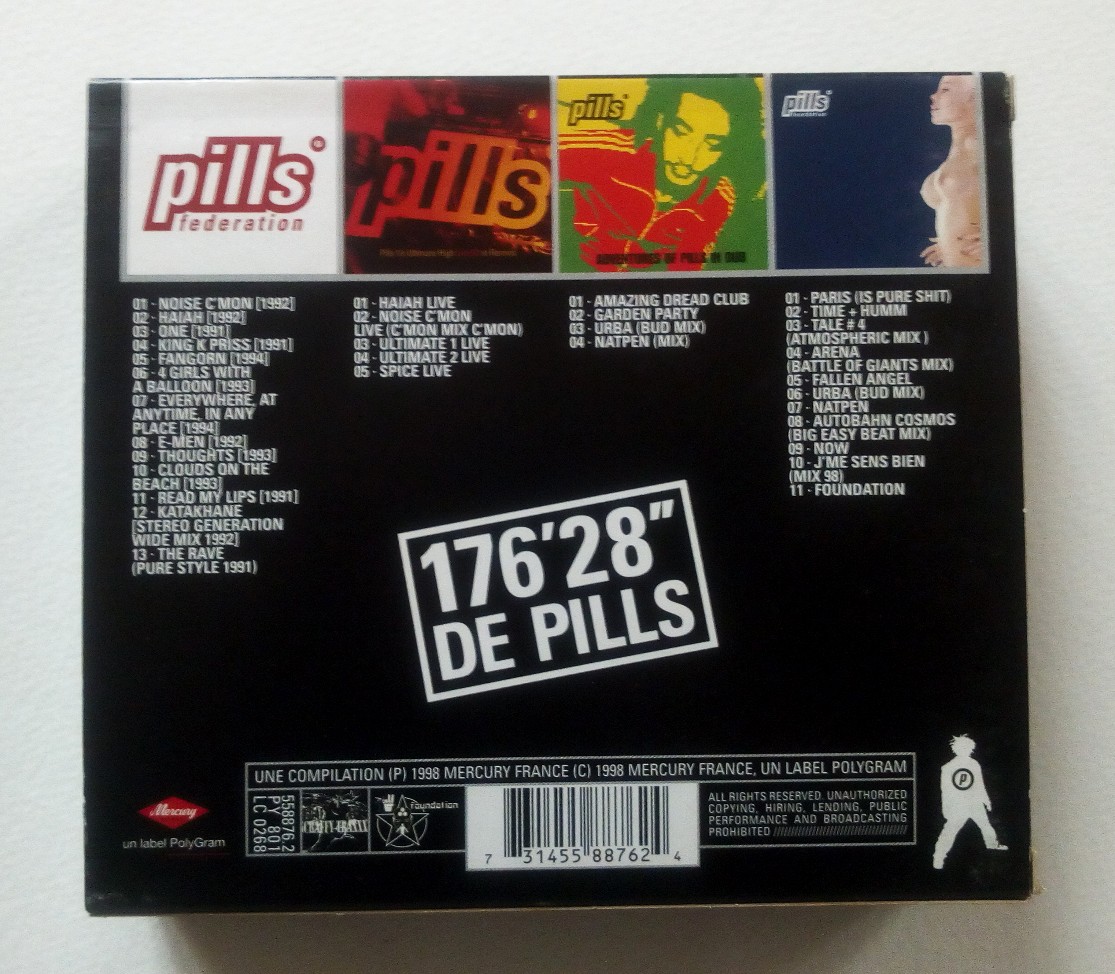 pills
federation
pills
pills
ADVENTURES OF PILLS IN DUB
pills
foundation
01 - NOISE C'MON [1992]
02 - HAIAH [1992]
03 - ONE [1991]
04 - KING K PRISS [1991]
05 - FANGORN [1994]
06 - 4 GIRLS WITH
A BALLOON [1993]
07 - EVERYWHERE, AT
ANYTIME, IN ANY
PLACE [1994]
08 - E-MEN [1992]
09 - THOUGHTS [1993]
10 - CLOUDS ON THE
BEACH [1993]
11 - READ MY LIPS [1991]
12 - KATAKHANE
[STEREO GENERATION
WIDE MIX 1992]
13 - THE RAVE
(PURE STYLE 1991)
01 - HAIAH LIVE
02 - NOISE C'MON
LIVE (C'MON MIX C'MON)
03 - ULTIMATE 1 LIVE
04 - ULTIMATE 2 LIVE
05 - SPICE LIVE
01 - AMAZING DREAD CLUB
02 - GARDEN PARTY
03 - URBA (BUD MIX)
04 - NATPEN (MIX)
01 - PARIS (IS PURE SHIT)
02 - TIME + HUMM
03 - TALE # 4
(ATMOSPHERIC MIX )
04 - ARENA
(BATTLE OF GIANTS MIX)
05 - FALLEN ANGEL
06 - URBA (BUD MIX)
07 - NATPEN
08 - AUTOBAHN COSMOS
(BIG EASY BEAT MIX)
09 - NOW
10 - J'ME SENS BIEN
(MIX 98)
11 - FOUNDATION
176'28"
DE PILLS
UNE COMPILATION (P) 1998 MERCURY FRANCE (C) 1998 MERCURY FRANCE, UN LABEL POLYGRAM
Mercury
un label PolyGram
558876.2
PY 801
LC 0268
foundation
7 31455 88762 4
ALL RIGHTS RESERVED. UNAUTHORIZED
COPYING, HIRING, LENDING, PUBLIC
PERFORMANCE AND BROADCASTING
PROHIBITED ////////////////////////////////
P